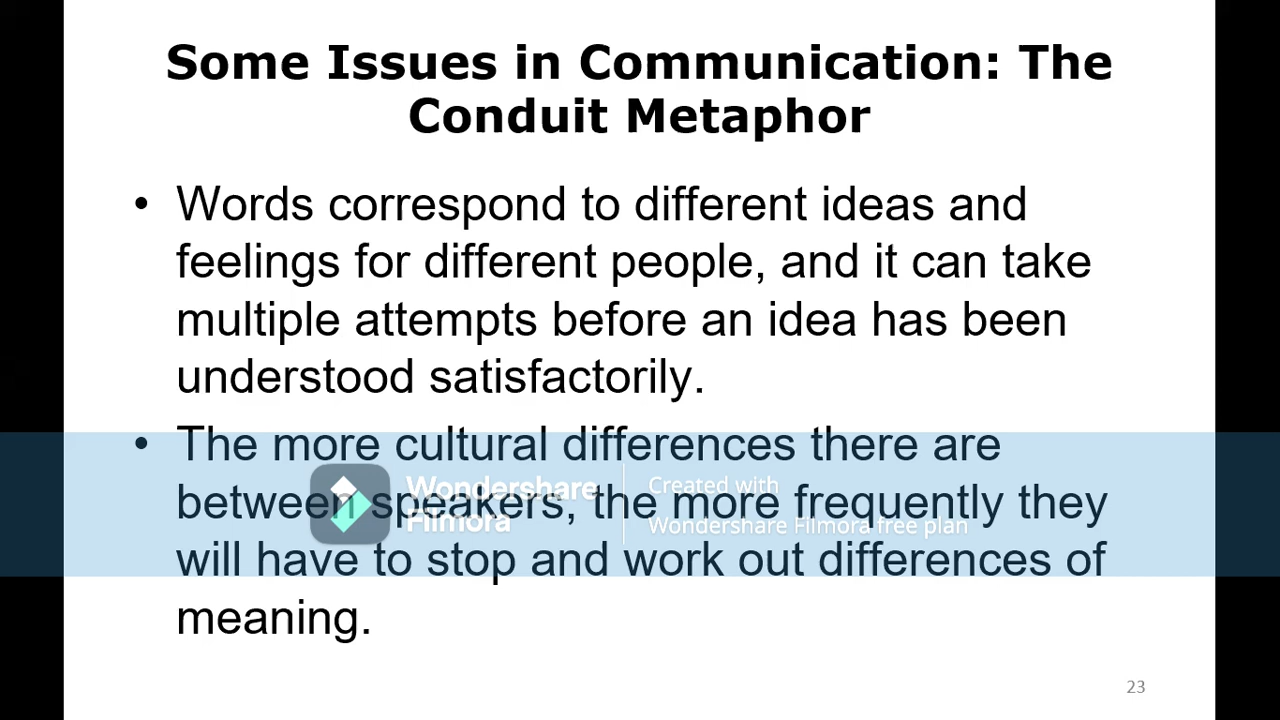 Some Issues in Communication: The
Conduit Metaphor
• Words correspond to different ideas and
feelings for different people, and it can take
multiple attempts before an idea has been
understood satisfactorily.
• The more cultural differences there are
between speakers, the more frequently they
will have to stop and work out differences of
meaning.
Wondershare
Filmora
Created with
Wondershare Filmora free plan
23